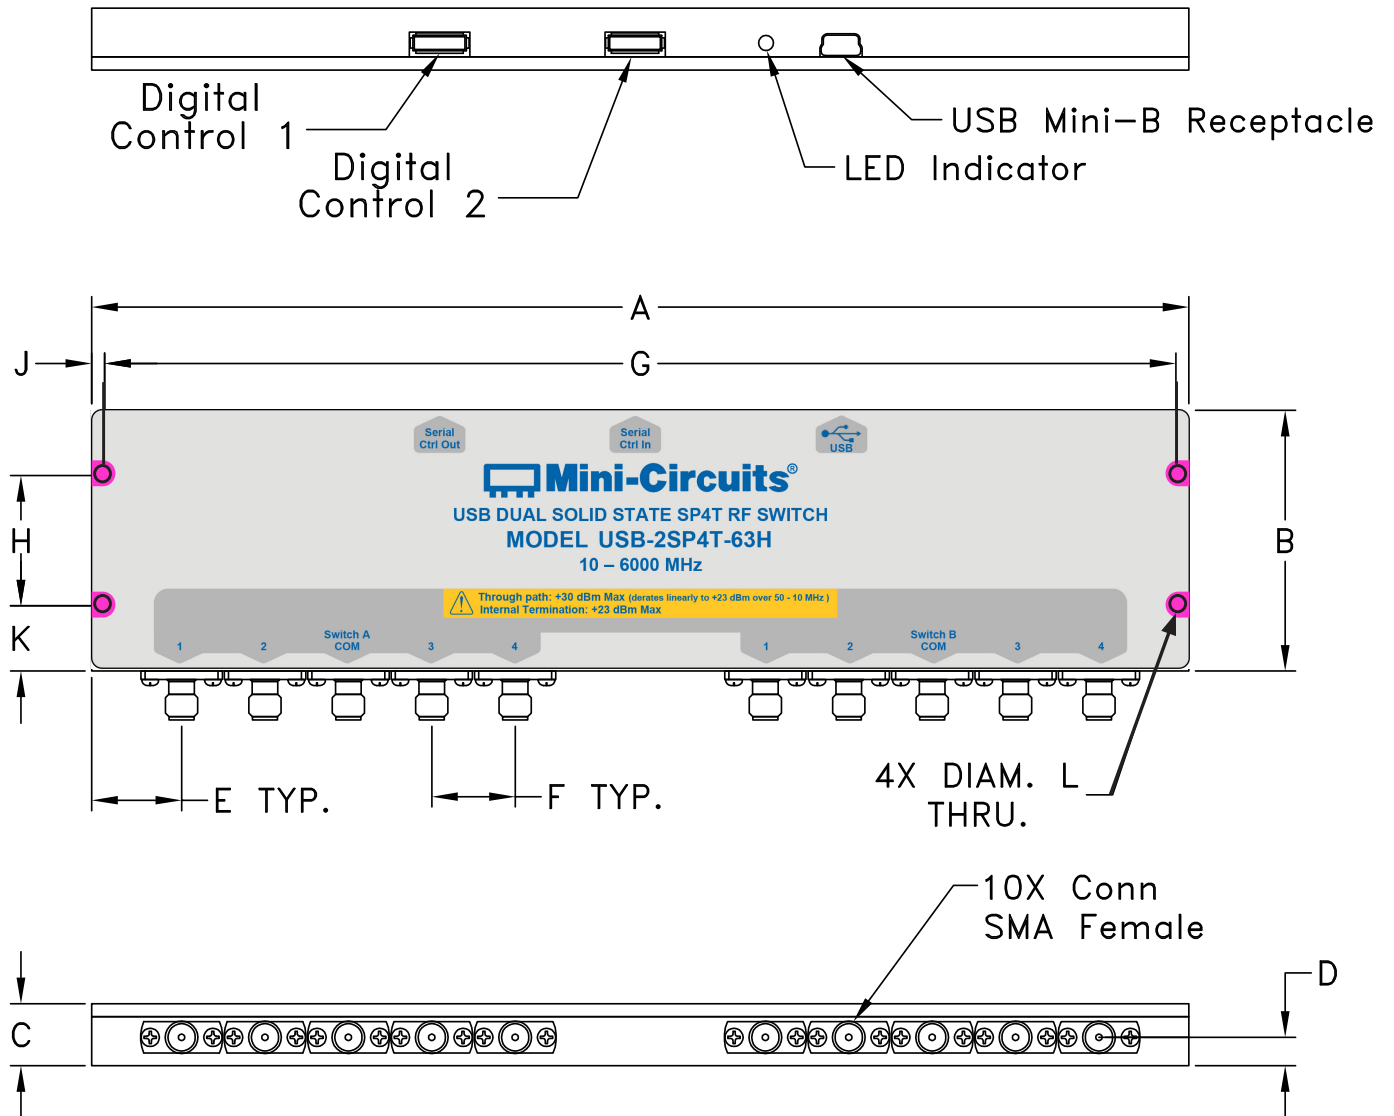 Digital
Control 1
Digital
Control 2
USB Mini-B Receptacle
LED Indicator
A
J
G
Serial
Ctrl Out
Serial
Ctrl In
USB
Mini-Circuits®
H
USB DUAL SOLID STATE SP4T RF SWITCH
MODEL USB-2SP4T-63H
10 – 6000 MHz
B
Through path: +30 dBm Max (derates linearly to +23 dBm over 50 - 10 MHz )
Internal Termination: +23 dBm Max
K
Switch A
1 2 COM 3 4
Switch B
1 2 COM 3 4
E TYP.
F TYP.
4X DIAM. L
THRU.
10X Conn
SMA Female
D
C